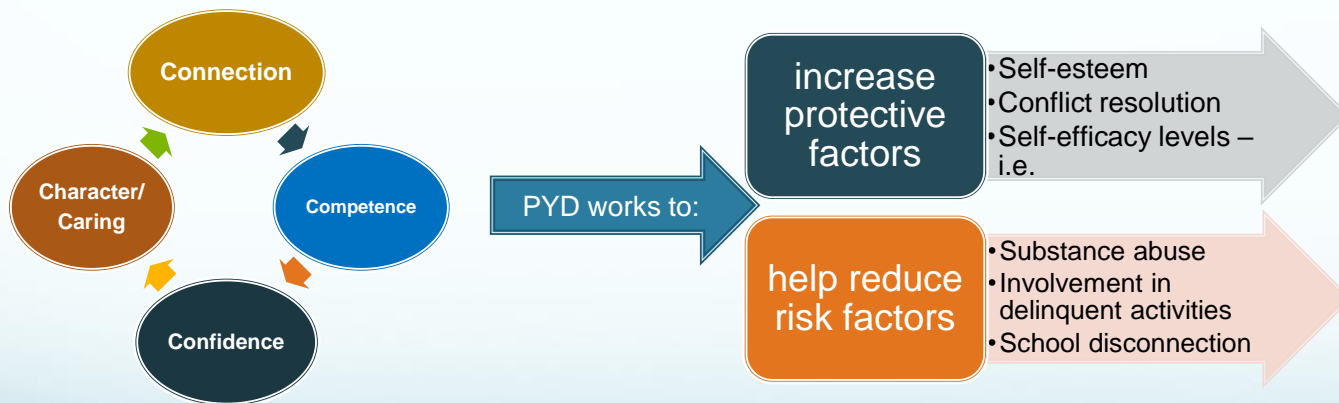 Connection
Competence
Confidence
Character/
Caring
PYD works to:
increase
protective
factors
•Self-esteem
•Conflict resolution
•Self-efficacy levels –
i.e.
help reduce
risk factors
•Substance abuse
•Involvement in
delinquent activities
•School disconnection